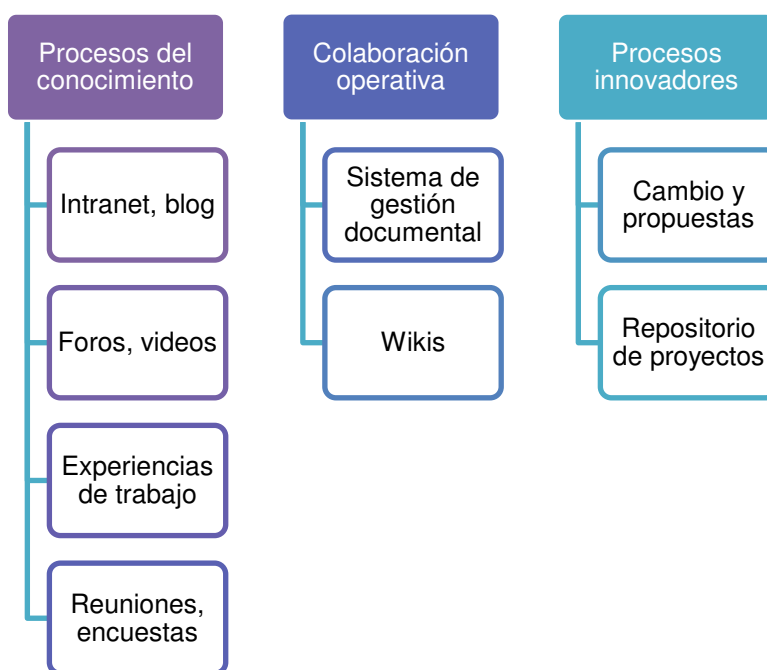 Procesos del
conocimiento
Intranet, blog
Foros, videos
Experiencias
de trabajo
Reuniones,
encuestas
Colaboración
operativa
Sistema de
gestión
documental
Wikis
Procesos
innovadores
Cambio y
propuestas
Repositorio
de proyectos